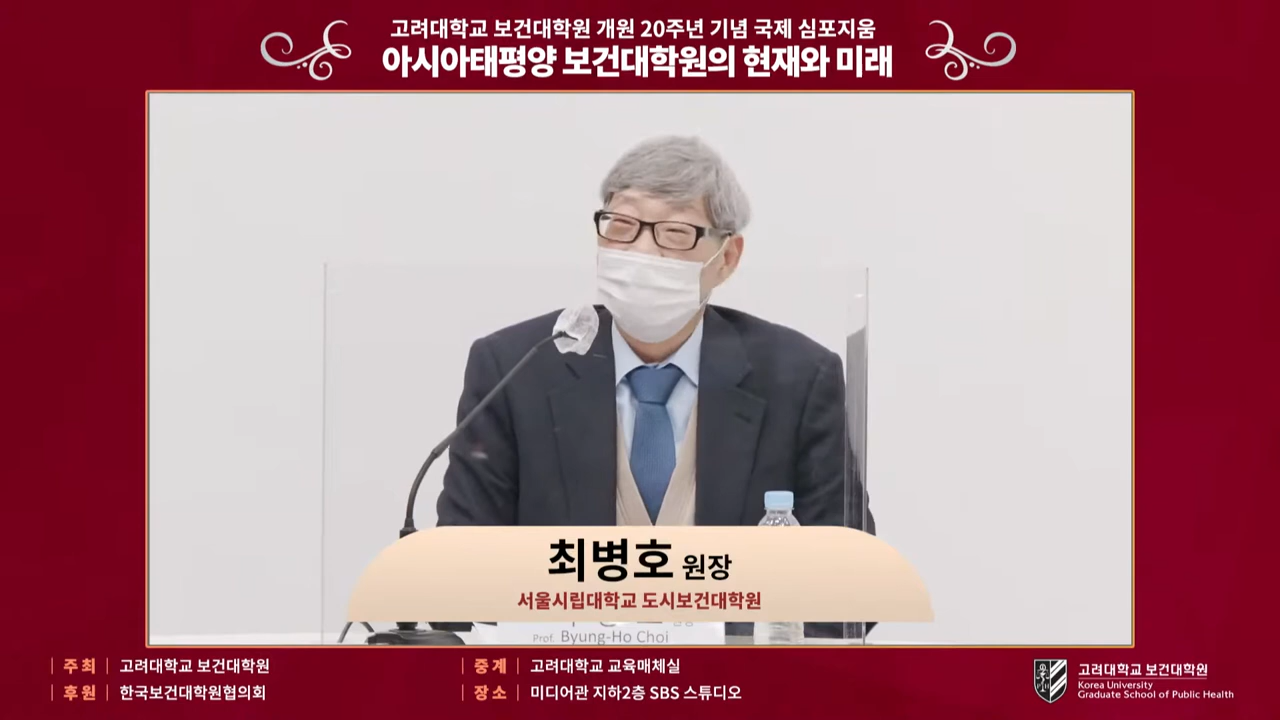 고려대학교 보건대학원 개원 20주년 기념 국제 심포지움
아시아태평양 보건대학원의 현재와 미래
최병호 원장
서울시립대학교 도시보건대학원
Prof. Byung-Ho Choi
주최 고려대학교 보건대학원
중계 고려대학교 교육매체실
후원 한국보건대학원협의회
장소 미디어관 지하2층 SBS 스튜디오
고려대학교 보건대학원
Korea University
Graduate School of Public Health